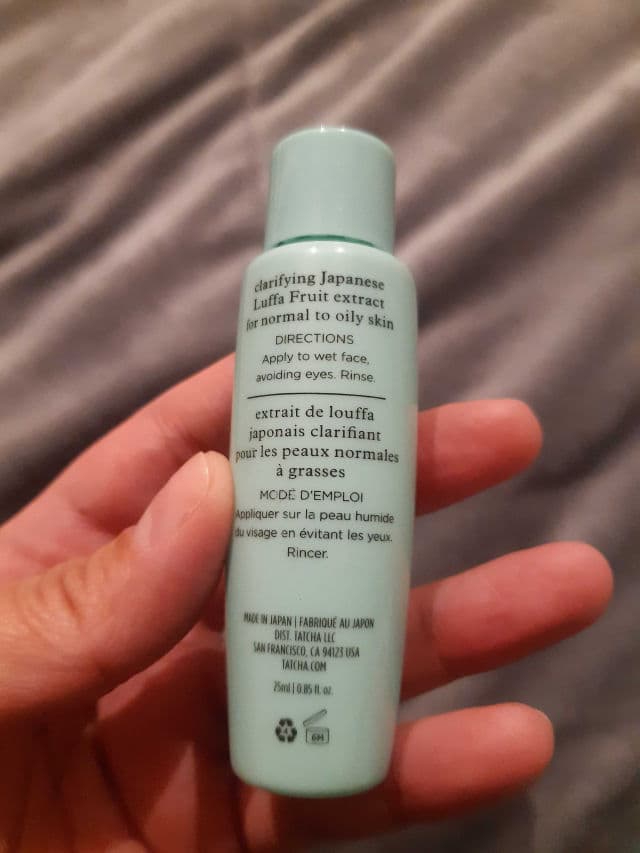 clarifying Japanese
Luffa Fruit extract
for normal to oily skin
DIRECTIONS
Apply to wet face,
avoiding eyes. Rinse.
extrait de louffa
japonais clarifiant
pour les peaux normales
à grasses
MODE D'EMPLOI
Appliquer sur la peau humide
du visage en évitant les yeux.
Rincer.
MADE IN JAPAN | FABRIQUÉ AU JAPON
DIST. TATCHA LLC
SAN FRANCISCO, CA 94123 USA
TATCHA.COM
25ml | 0.85 fl. oz.
6M